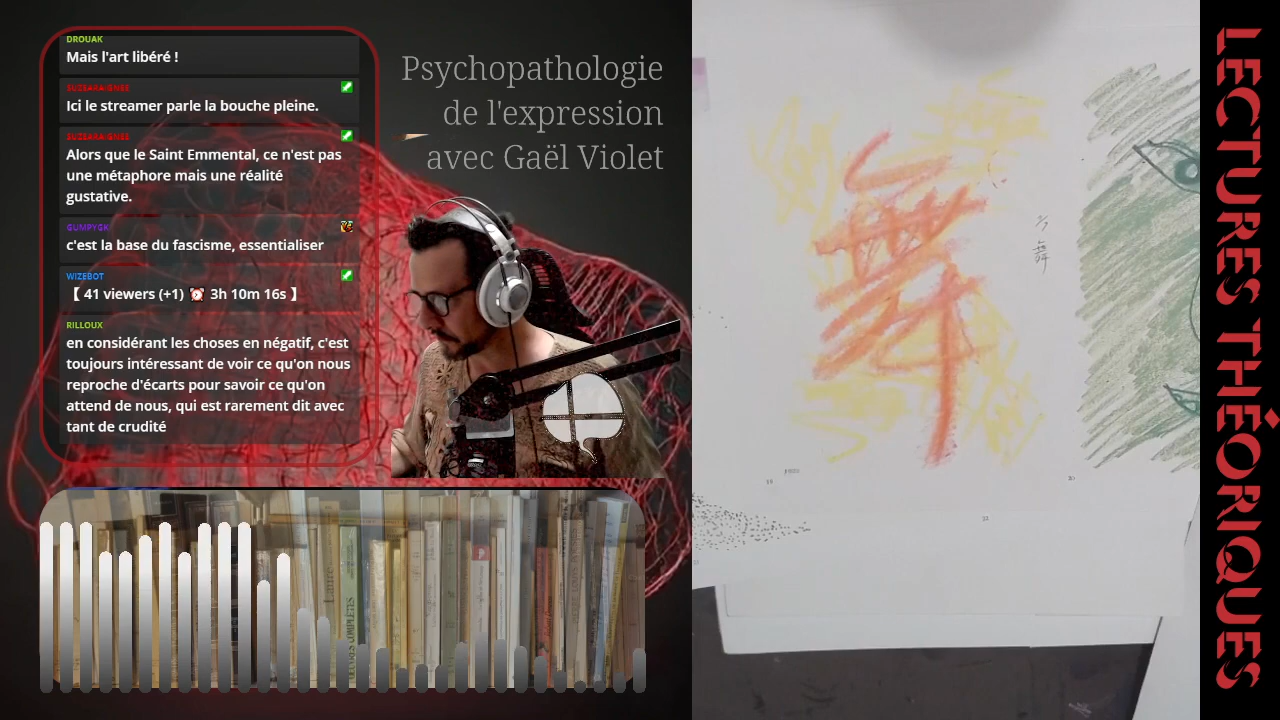 DROUAK
Mais l'art libéré !
SUZEARAIGNEE
Ici le streamer parle la bouche pleine.
SUZEARAIGNEE
Alors que le Saint Emmental, ce n'est pas
une métaphore mais une réalité
gustative.
GUMPYGK
c'est la base du fascisme, essentialiser
WIZEBOT
【 41 viewers (+1) ⏰ 3h 10m 16s 】
RILLOUX
en considérant les choses en négatif, c'est
toujours intéressant de voir ce qu'on nous
reproche d'écarts pour savoir ce qu'on
attend de nous, qui est rarement dit avec
tant de crudité
Psychopathologie
de l'expression
avec Gaël Violet
舞
舞
LECTURES THÉORIQUES